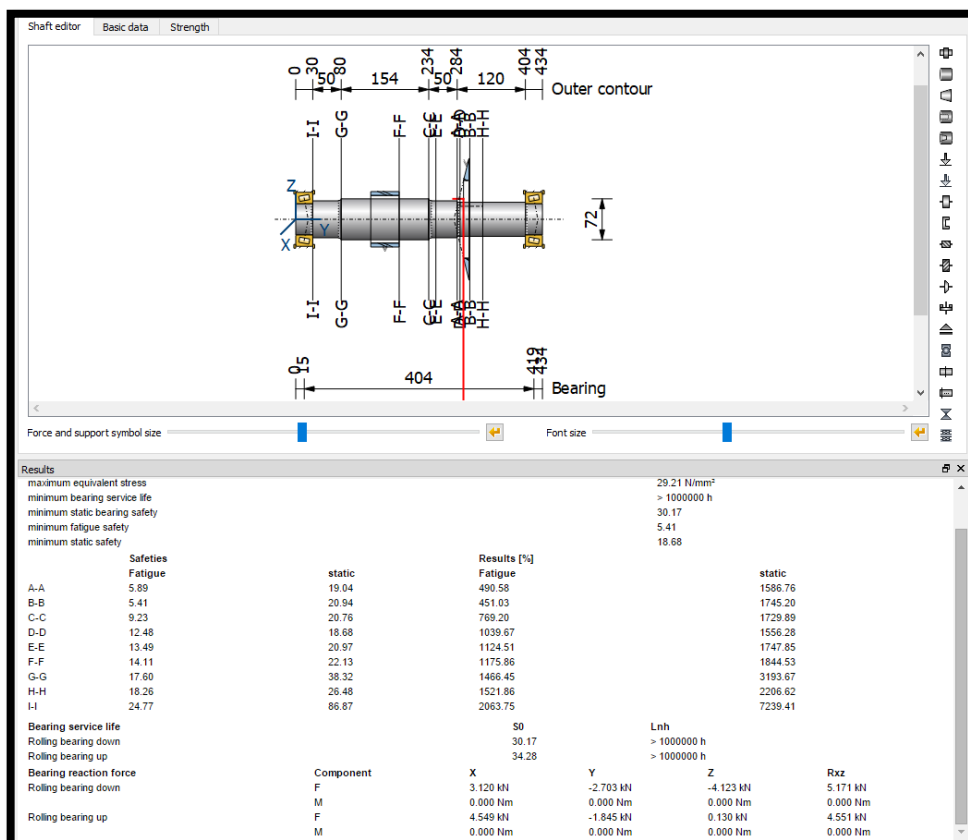 Shaft editor Basic data Strength
0 30 80 234 284 404 434
50 154 50 120 Outer contour
I-I G-G F-F C-C E-E B-B H-H
Z
Y
X
72
I-I G-G F-F E-E B-B H-H
0 15 419 434
404 Bearing
Force and support symbol size Font size
Results
maximum equivalent stress 29.21 N/mm²
minimum bearing service life > 1000000 h
minimum static bearing safety 30.17
minimum fatigue safety 5.41
minimum static safety 18.68
Safeties Results [%]
Fatigue static Fatigue static
A-A 5.89 19.04 490.58 1586.76
B-B 5.41 20.94 451.03 1745.20
C-C 9.23 20.76 769.20 1729.89
D-D 12.48 18.68 1039.67 1556.28
E-E 13.49 20.97 1124.51 1747.85
F-F 14.11 22.13 1175.86 1844.53
G-G 17.60 38.32 1466.45 3193.67
H-H 18.26 26.48 1521.86 2206.62
I-I 24.77 86.87 2063.75 7239.41
Bearing service life S0 Lnh
Rolling bearing down 30.17 > 1000000 h
Rolling bearing up 34.28 > 1000000 h
Bearing reaction force Component X Y Z Rxz
Rolling bearing down F 3.120 kN -2.703 kN -4.123 kN 5.171 kN
M 0.000 Nm 0.000 Nm 0.000 Nm 0.000 Nm
Rolling bearing up F 4.549 kN -1.845 kN 0.130 kN 4.551 kN
M 0.000 Nm 0.000 Nm 0.000 Nm 0.000 Nm